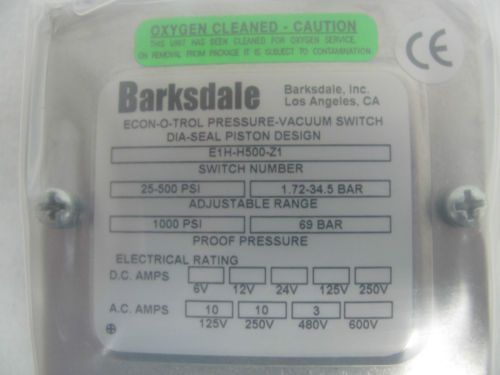 OXYGEN CLEANED - CAUTION
THIS UNIT HAS BEEN CLEANED FOR OXYGEN SERVICE.
ON REMOVAL FROM PACKAGE IT IS SUBJECT TO CONTAMINATION
CE
Barksdale Barksdale, Inc.
Los Angeles, CA
ECON-O-TROL PRESSURE-VACUUM SWITCH
DIA-SEAL PISTON DESIGN
E1H-H500-Z1
SWITCH NUMBER
25-500 PSI 1.72-34.5 BAR
ADJUSTABLE RANGE
1000 PSI 69 BAR
PROOF PRESSURE
ELECTRICAL RATING
D.C. AMPS
6V 12V 24V 125V 250V
A.C. AMPS 10 10 3
125V 250V 480V 600V